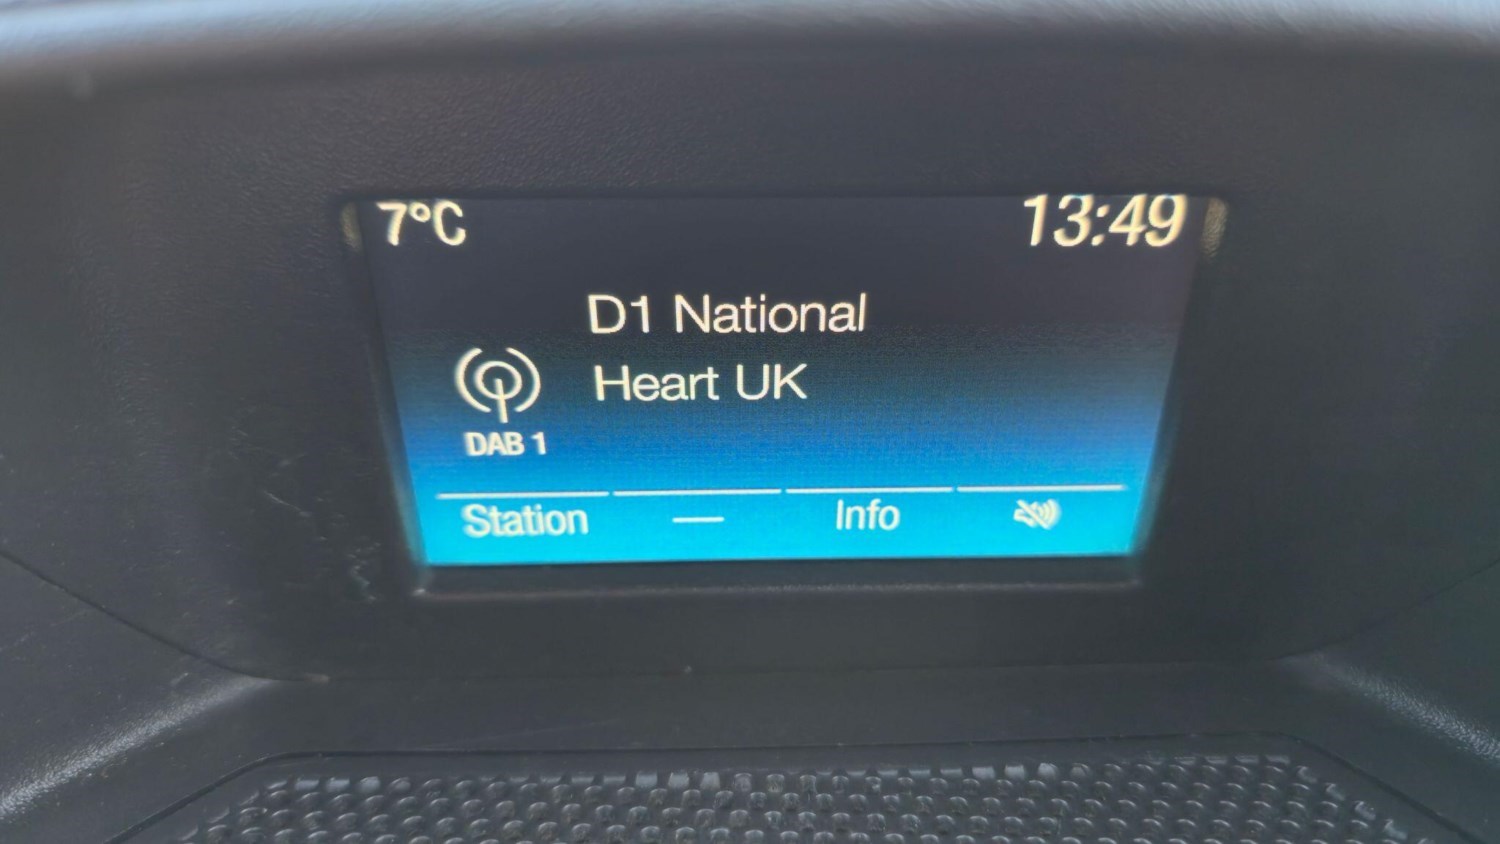 7°C 13:49
D1 National
Heart UK
DAB 1
Station — Info